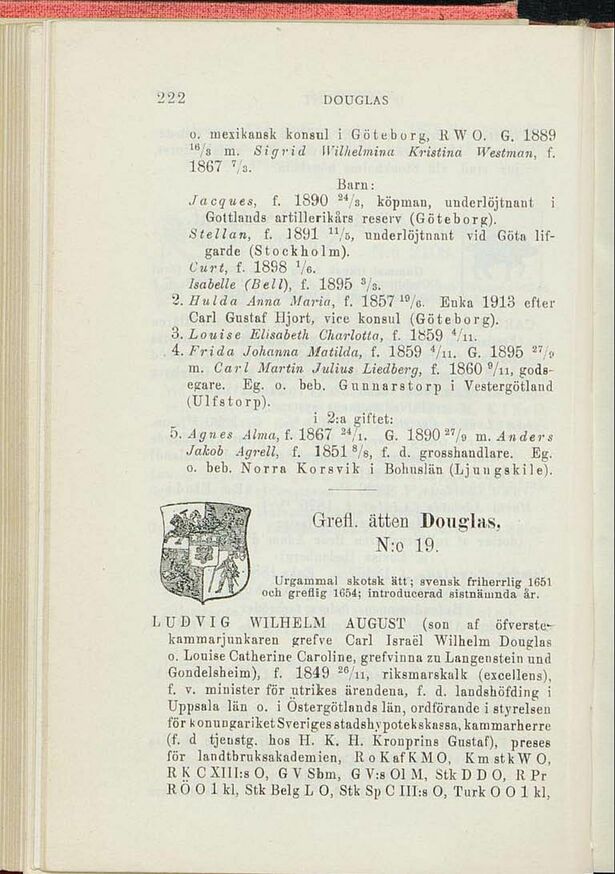 222
DOUGLAS
o. mexikansk konsul i Göteborg, RWO. G. 1889
16/3 m. Sigrid Wilhelmina Kristina Westman, f.
1867 7/3.
Barn:
Jacques, f. 1890 24/3, köpman, underlöjtnant i
Gottlands artillerikårs reserv (Göteborg).
Stellan, f. 1891 11/5, underlöjtnant vid Göta lif-
garde (Stockholm).
Curt, f. 1898 1/6.
Isabelle (Bell), f. 1895 3/3.
2. Hulda Anna Maria, f. 1857 19/6. Enka 1913 efter
Carl Gustaf Hjort, vice konsul (Göteborg).
3. Louise Elisabeth Charlotta, f. 1859 4/11.
4. Frida Johanna Matilda, f. 1859 4/11. G. 1895 27/9
m. Carl Martin Julius Liedberg, f. 1860 9/11, gods-
egare. Eg. o. beb. Gunnarstorp i Vestergötland
(Ulfstorp).
i 2:a giftet:
5. Agnes Alma, f. 1867 24/1. G. 1890 27/9 m. Anders
Jakob Agrell, f. 1851 8/8, f. d. grosshandlare. Eg.
o. beb. Norra Korsvik i Bohuslän (Ljungskile).
Grefl. ätten Douglas,
N:o 19.
Urgammal skotsk ätt; svensk friherrlig 1651
och greflig 1654; introducerad sistnämnda år.
LUDVIG WILHELM AUGUST (son af öfverste-
kammarjunkaren grefve Carl Israël Wilhelm Douglas
o. Louise Catherine Caroline, grefvinna zu Langenstein und
Gondelsheim), f. 1849 26/11, riksmarskalk (excellens),
f. v. minister för utrikes ärendena, f. d. landshöfding i
Uppsala län o. i Östergötlands län, ordförande i styrelsen
för konungariket Sveriges stadshypotekskassa, kammarherre
(f. d tjenstg. hos H. K. H. Kronprins Gustaf), preses
för landtbruksakademien, RoKafKMO, KmstkWO,
RKCXIII:sO, GVSbm, GV:sOlM, StkDDO, RPr
RÖO1kl, StkBelgLO, StkSpCIII:sO, TurkOO1kl,